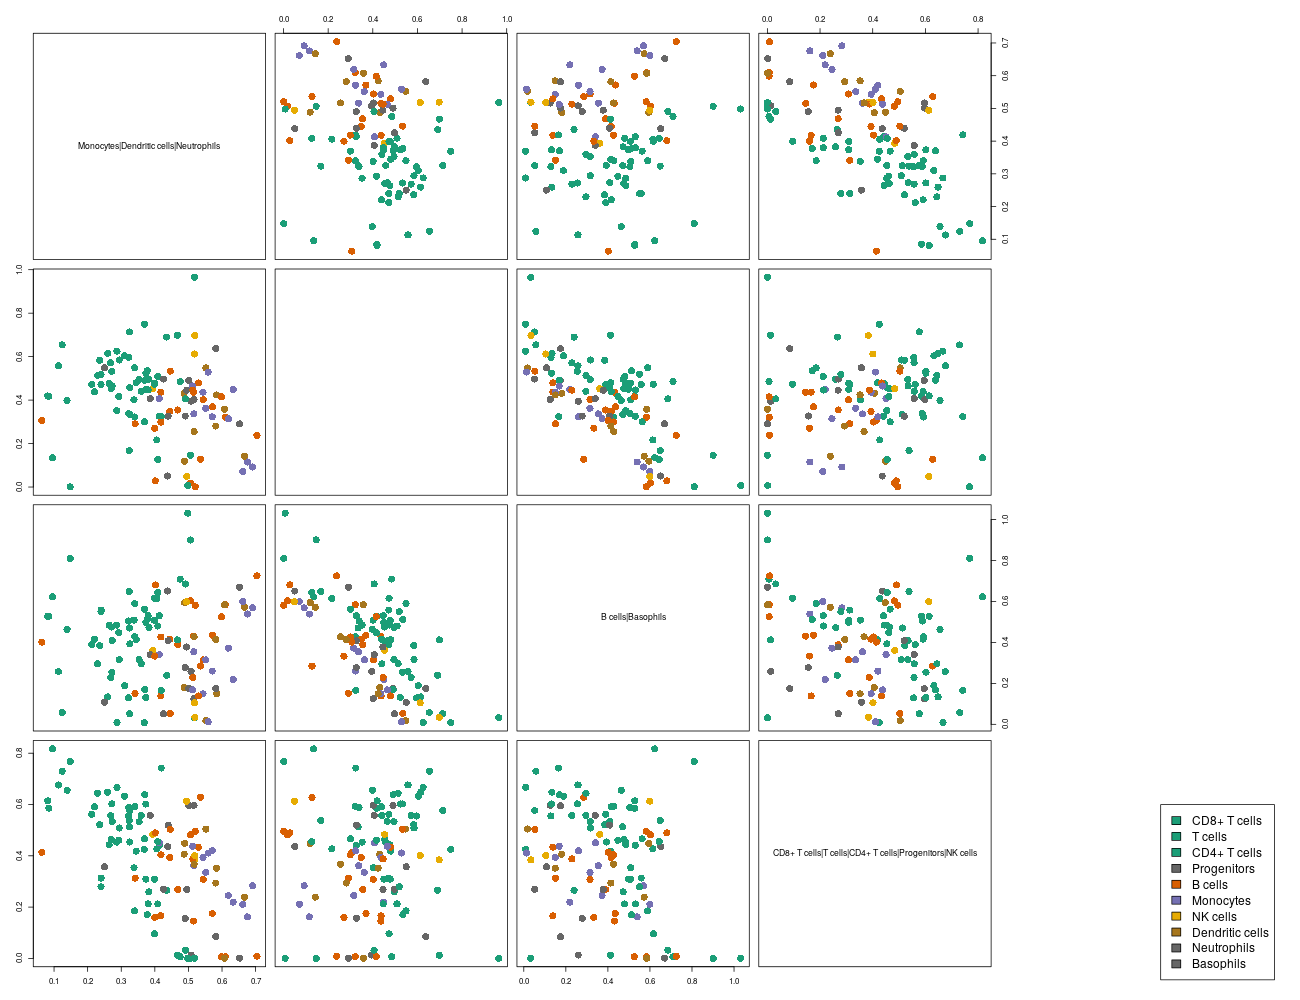 0.0 0.2 0.4 0.6 0.8 1.0
0.0 0.2 0.4 0.6 0.8
Monocytes|Dendritic cells|Neutrophils
0.1 0.2 0.3 0.4 0.5 0.6 0.7
0.0 0.2 0.4 0.6 0.8 1.0
B cells|Basophils
0.0 0.2 0.4 0.6 0.8 1.0
CD8+ T cells|T cells|CD4+ T cells|Progenitors|NK cells
0.0 0.2 0.4 0.6 0.8
0.1 0.2 0.3 0.4 0.5 0.6 0.7
0.0 0.2 0.4 0.6 0.8 1.0
CD8+ T cells
T cells
CD4+ T cells
Progenitors
B cells
Monocytes
NK cells
Dendritic cells
Neutrophils
Basophils